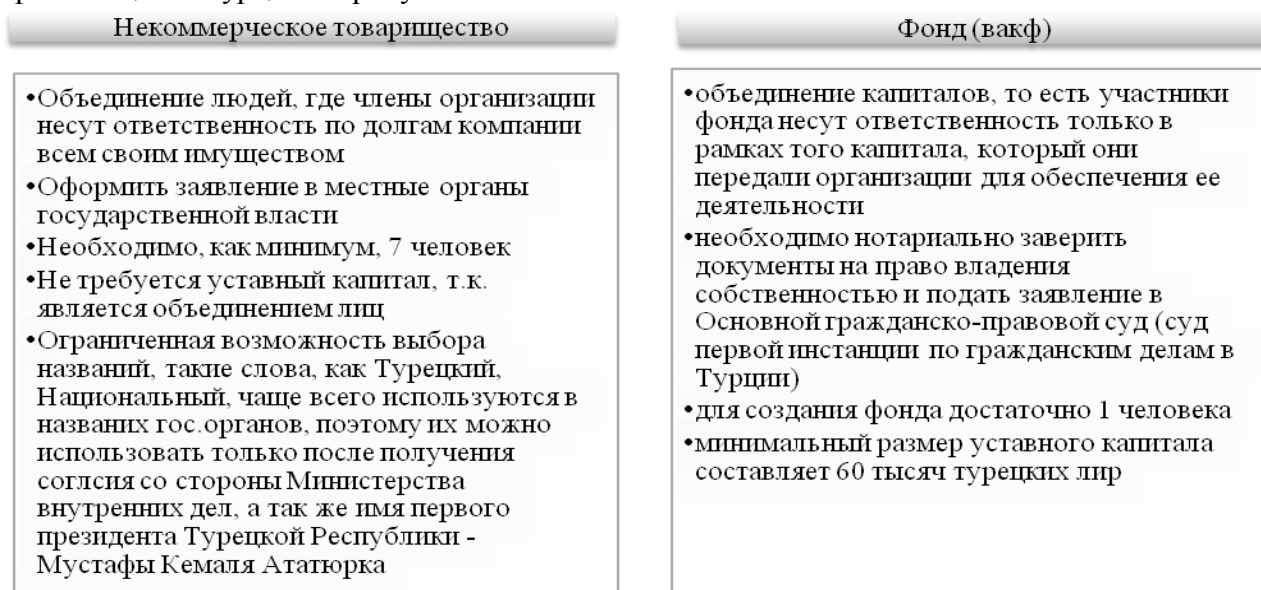 Некоммерческое товарищество
•Объединение людей, где члены организации
несут ответственность по долгам компании
всем своим имуществом
•Оформить заявление в местные органы
государственной власти
•Необходимо, как минимум, 7 человек
•Не требуется уставный капитал, т.к.
является объединением лиц
•Ограниченная возможность выбора
названий, такие слова, как Турецкий,
Национальный, чаще всего используются в
названих гос.органов, поэтому их можно
использовать только после получения
соглсия со стороны Министерства
внутренних дел, а так же имя первого
президента Турецкой Республики -
Мустафы Кемаля Ататюрка
Фонд (вакф)
•объединение капиталов, то есть участники
фонда несут ответственность только в
рамках того капитала, который они
передали организации для обеспечения ее
деятельности
•необходимо нотариально заверить
документы на право владения
собственностью и подать заявление в
Основной гражданско-правовой суд (суд
первой инстанции по гражданским делам в
Турции)
•для создания фонда достаточно 1 человека
•минимальный размер уставного капитала
составляет 60 тысяч турецких лир